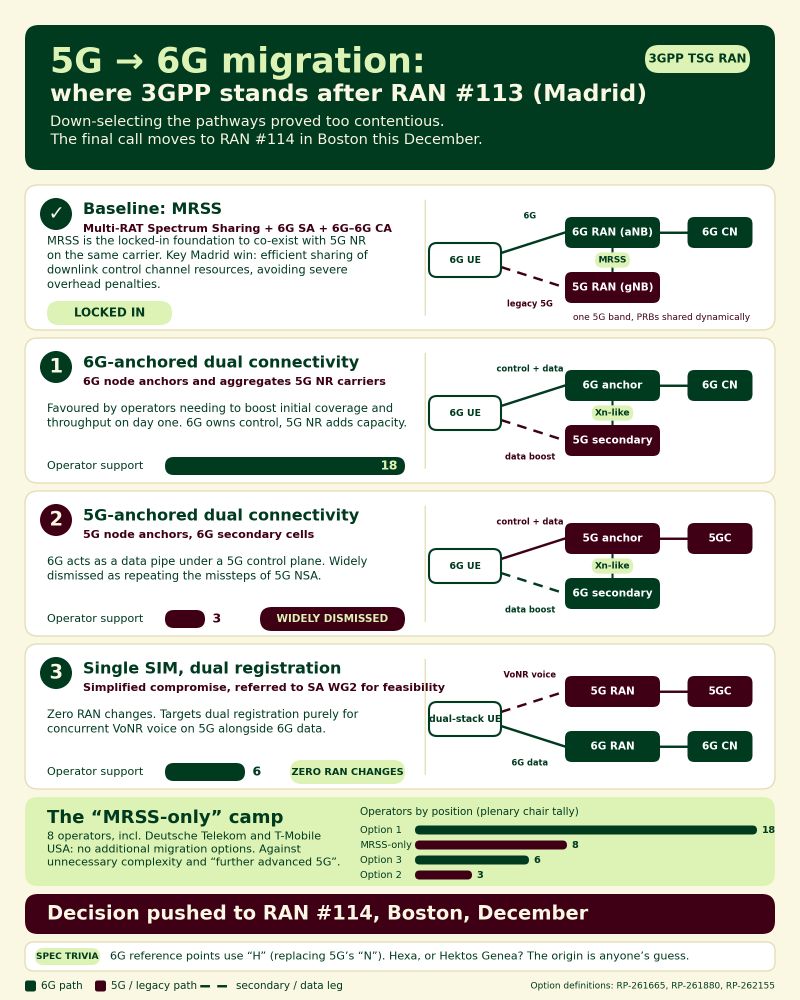 5G → 6G migration:
3GPP TSG RAN
where 3GPP stands after RAN #113 (Madrid)
Down-selecting the pathways proved too contentious.
The final call moves to RAN #114 in Boston this December.
✓
Baseline: MRSS
Multi-RAT Spectrum Sharing + 6G SA + 6G-6G CA
MRSS is the locked-in foundation to co-exist with 5G NR
on the same carrier. Key Madrid win: efficient sharing of
downlink control channel resources, avoiding severe
overhead penalties.
LOCKED IN
6G
6G UE
6G RAN (aNB)
6G CN
MRSS
5G RAN (gNB)
legacy 5G
one 5G band, PRBs shared dynamically
1
6G-anchored dual connectivity
6G node anchors and aggregates 5G NR carriers
Favoured by operators needing to boost initial coverage and
throughput on day one. 6G owns control, 5G NR adds capacity.
Operator support
18
control + data
6G UE
6G anchor
6G CN
Xn-like
5G secondary
data boost
2
5G-anchored dual connectivity
5G node anchors, 6G secondary cells
6G acts as a data pipe under a 5G control plane. Widely
dismissed as repeating the missteps of 5G NSA.
Operator support
3
WIDELY DISMISSED
control + data
6G UE
5G anchor
5GC
Xn-like
6G secondary
data boost
3
Single SIM, dual registration
Simplified compromise, referred to SA WG2 for feasibility
Zero RAN changes. Targets dual registration purely for
concurrent VoNR voice on 5G alongside 6G data.
Operator support
6
ZERO RAN CHANGES
VoNR voice
dual-stack UE
5G RAN
5GC
6G RAN
6G CN
6G data
The “MRSS-only” camp
8 operators, incl. Deutsche Telekom and T-Mobile
USA: no additional migration options. Against
unnecessary complexity and “further advanced 5G”.
Operators by position (plenary chair tally)
Option 1 18
MRSS-only 8
Option 3 6
Option 2 3
Decision pushed to RAN #114, Boston, December
SPEC TRIVIA
6G reference points use “H” (replacing 5G’s “N”). Hexa, or Hektos Genea? The origin is anyone’s guess.
6G path
5G / legacy path
secondary / data leg
Option definitions: RP-261665, RP-261880, RP-262155